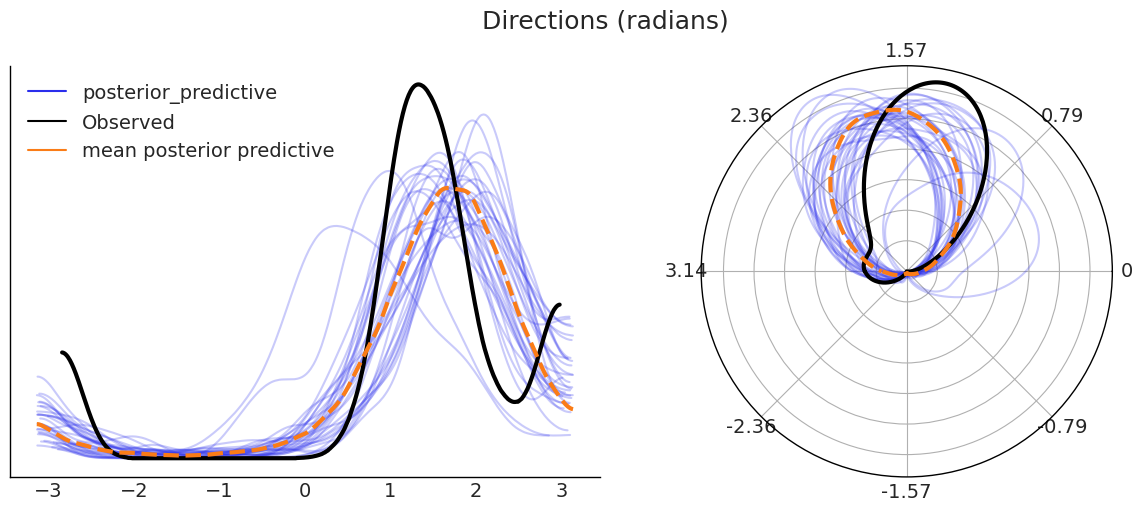 Directions (radians)
posterior_predictive
Observed
mean posterior predictive
−3 −2 −1 0 1 2 3
1.57
2.36 0.79
3.14 0
-2.36 -0.79
-1.57